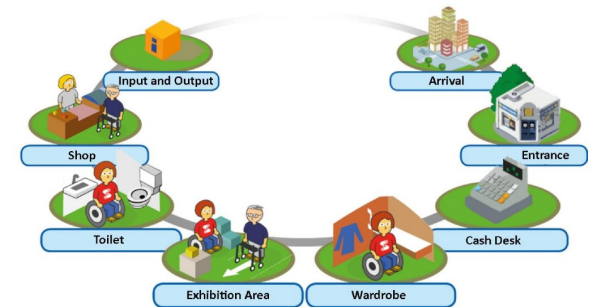 Input and Output
Arrival
Shop
Entrance
Toilet
Cash Desk
Exhibition Area
Wardrobe